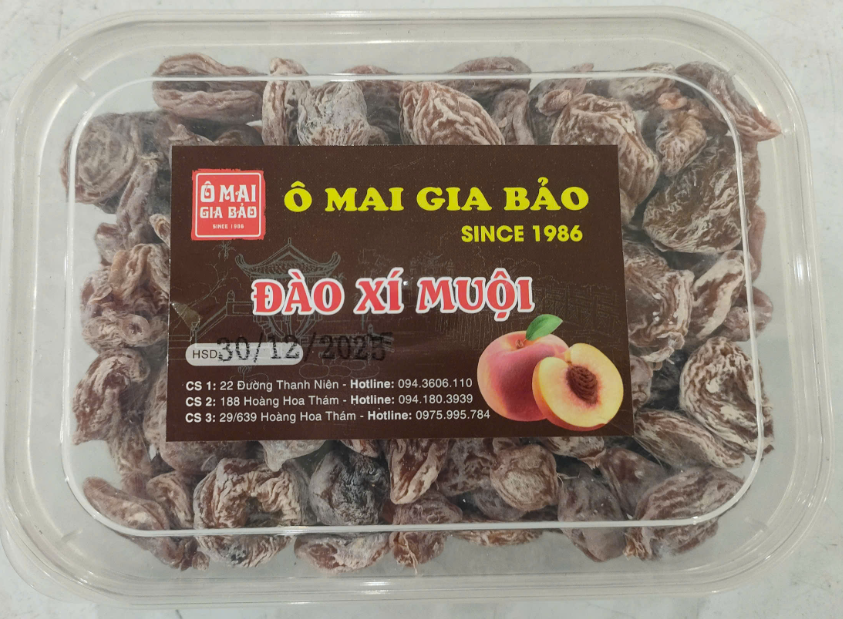 Ô MAI
GIA BẢO
SINCE 1986
Ô MAI GIA BẢO
SINCE 1986
ĐÀO XÍ MUỘI
HSD: 30/12/2025
CS 1: 22 Đường Thanh Niên - Hotline: 094.3606.110
CS 2: 188 Hoàng Hoa Thám - Hotline: 094.180.3939
CS 3: 29/639 Hoàng Hoa Thám - Hotline: 0975.995.784